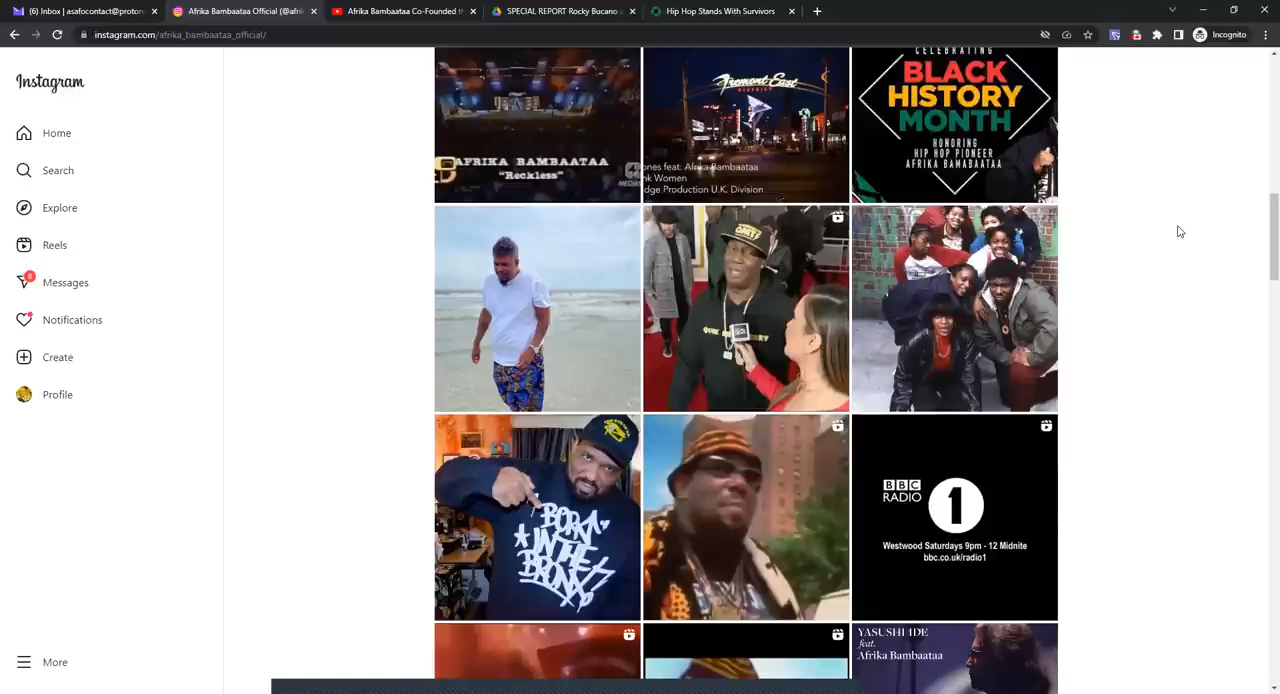 (6) Inbox | asafocontact@proton
Afrika Bambaataa Official (@afri
Afrika Bambaataa Co-Founded t
SPECIAL REPORT Rocky Bucano
Hip Hop Stands With Survivors
instagram.com/afrika_bambaataa_official/
Incognito
Instagram
Home
Search
Explore
Reels
8
Messages
Notifications
Create
Profile
More
AFRIKA BAMBAATAA
"Reckless"
Fremont East
DISTRICT
ones feat: Afrika Bambaataa
nk Women
dge Production U.K. Division
CELEBRATING
BLACK
HISTORY
MONTH
HONORING
HIP HOP PIONEER
AFRIKA BAMABAATAA
BORN
IN THE
BRONX
BBC
RADIO
1
Westwood Saturdays 9pm - 12 Midnite
bbc.co.uk/radio1
YASUSHI IDE
feat.
Afrika Bambaataa